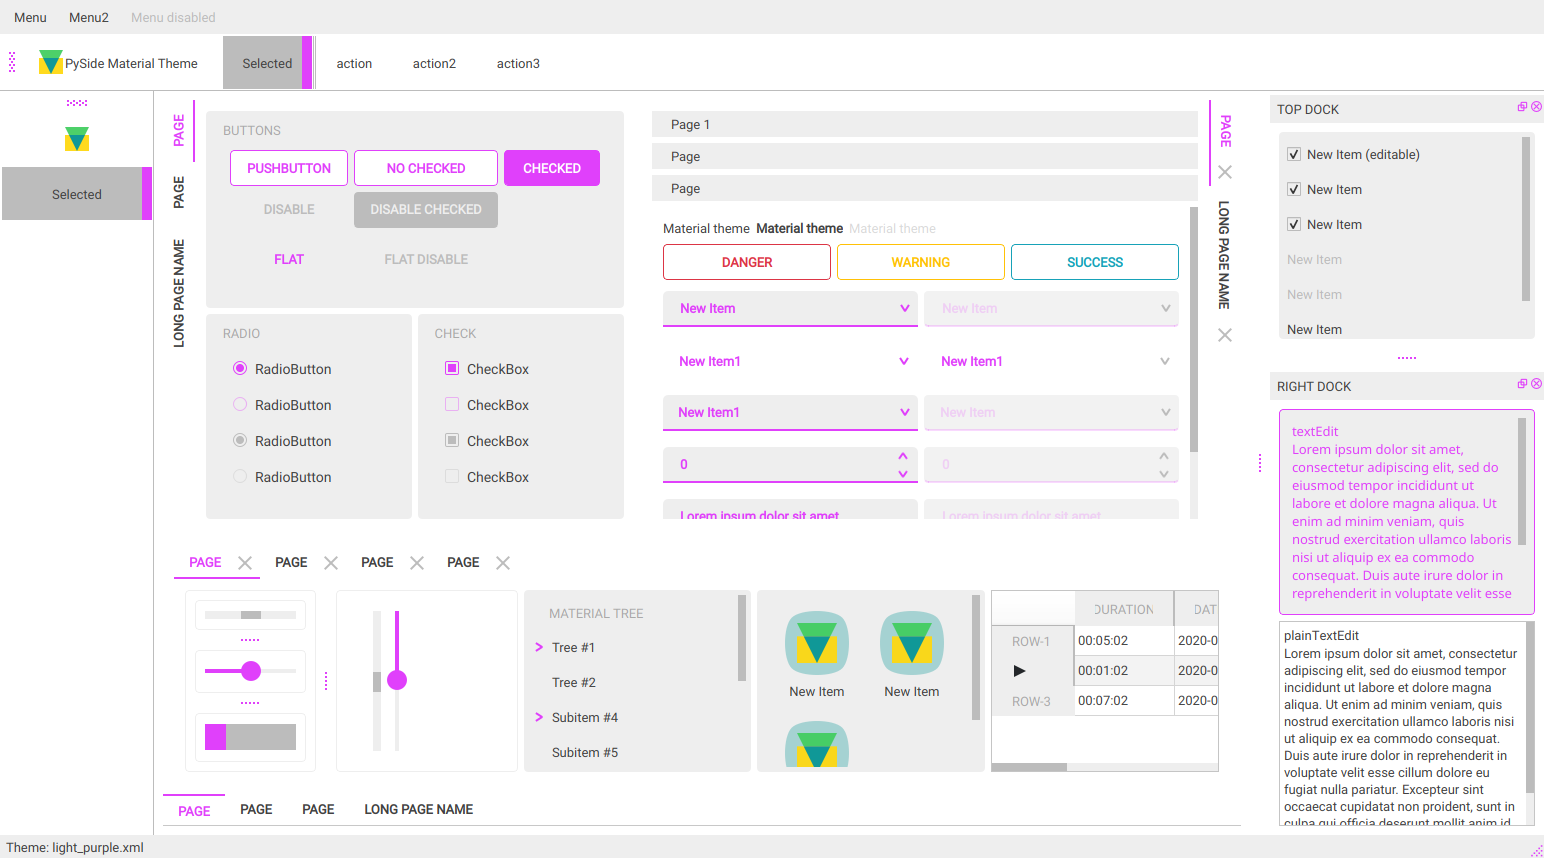 Menu Menu2 Menu disabled
PySide Material Theme Selected action action2 action3
Selected
PAGE
PAGE
LONG PAGE NAME
BUTTONS
PUSHBUTTON NO CHECKED CHECKED
DISABLE DISABLE CHECKED
FLAT FLAT DISABLE
RADIO
RadioButton
RadioButton
RadioButton
RadioButton
CHECK
CheckBox
CheckBox
CheckBox
CheckBox
Page 1
Page
Page
Material theme Material theme Material theme
DANGER WARNING SUCCESS
New Item New Item
New Item1 New Item1
New Item1 New Item
0 0
Lorem ipsum dolor sit amet Lorem ipsum dolor sit amet
PAGE
LONG PAGE NAME
PAGE PAGE PAGE PAGE
MATERIAL TREE
Tree #1
Tree #2
Subitem #4
Subitem #5
New Item New Item
DURATION DAT
ROW-1 00:05:02 2020-0
00:01:02 2020-0
ROW-3 00:07:02 2020-0
PAGE PAGE PAGE LONG PAGE NAME
TOP DOCK
New Item (editable)
New Item
New Item
New Item
New Item
New Item
RIGHT DOCK
textEdit
Lorem ipsum dolor sit amet,
consectetur adipiscing elit, sed do
eiusmod tempor incididunt ut
labore et dolore magna aliqua. Ut
enim ad minim veniam, quis
nostrud exercitation ullamco laboris
nisi ut aliquip ex ea commodo
consequat. Duis aute irure dolor in
reprehenderit in voluptate velit esse
plainTextEdit
Lorem ipsum dolor sit amet, consectetur
adipiscing elit, sed do eiusmod tempor
incididunt ut labore et dolore magna
aliqua. Ut enim ad minim veniam, quis
nostrud exercitation ullamco laboris nisi
ut aliquip ex ea commodo consequat.
Duis aute irure dolor in reprehenderit in
voluptate velit esse cillum dolore eu
fugiat nulla pariatur. Excepteur sint
occaecat cupidatat non proident, sunt in
culpa qui officia deserunt mollit anim id
Theme: light_purple.xml